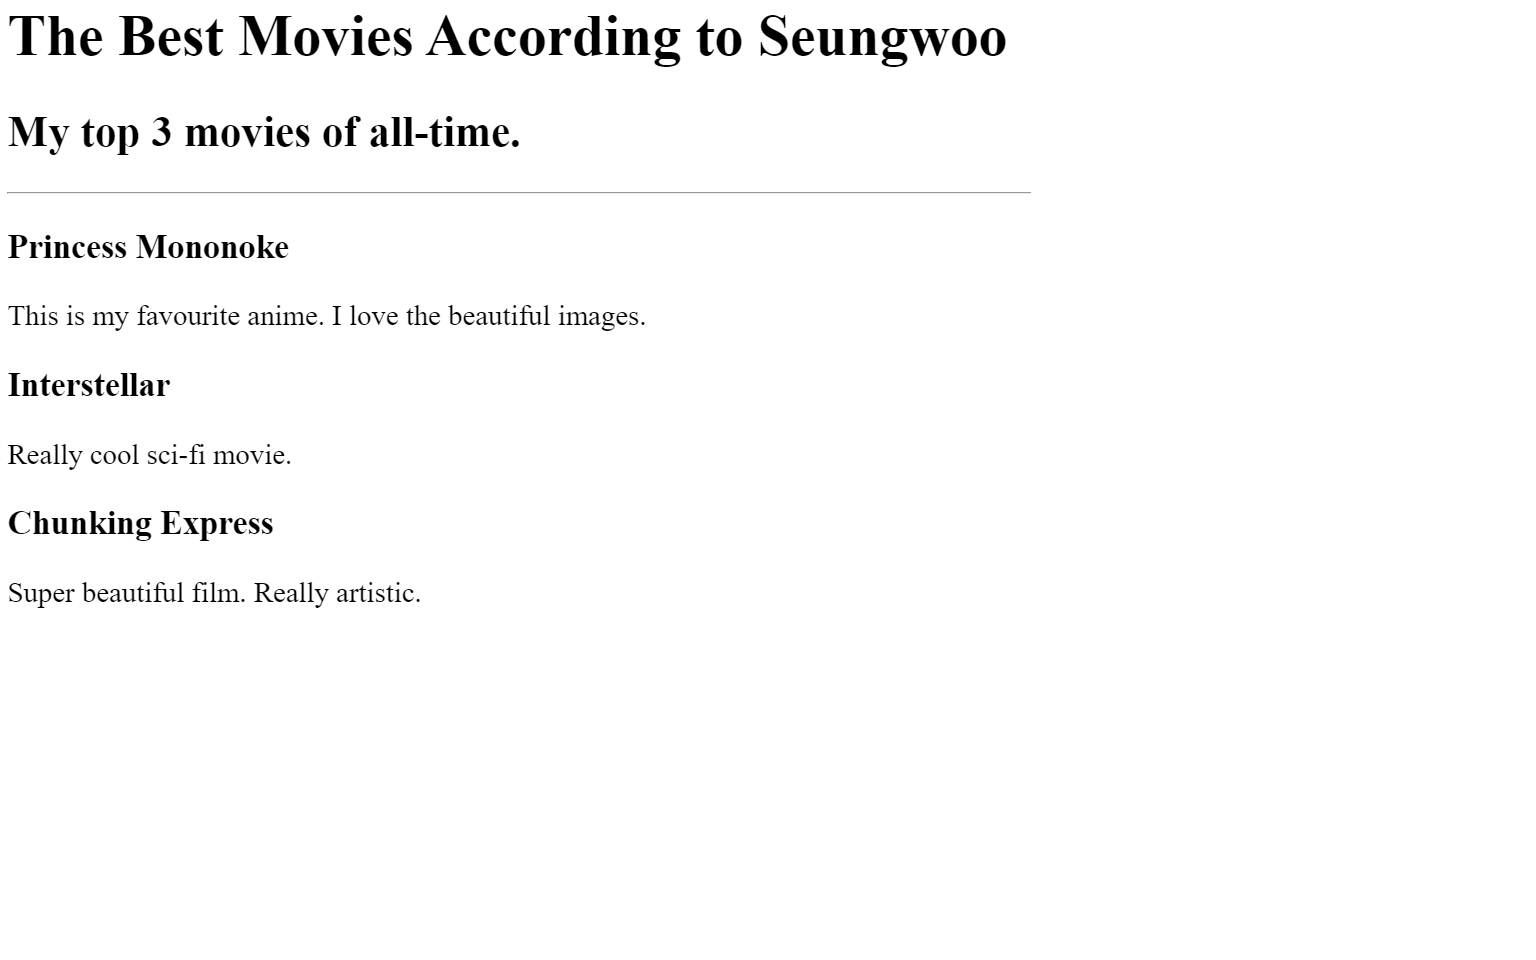 The Best Movies According to Seungwoo
My top 3 movies of all-time.
Princess Mononoke
This is my favourite anime. I love the beautiful images.
Interstellar
Really cool sci-fi movie.
Chunking Express
Super beautiful film. Really artistic.